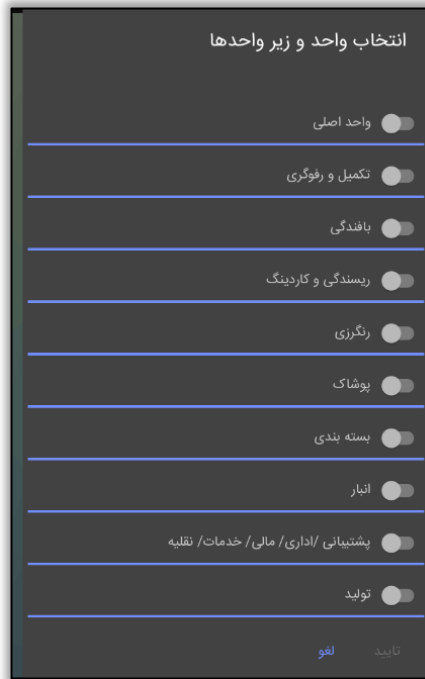 انتخاب واحد و زیر واحدها
واحد اصلی
تکمیل و رفوگری
بافندگی
ریسندگی و کاردینگ
رنگرزی
پوشاک
بسته بندی
انبار
پشتیبانی /اداری/ مالی/ خدمات/ نقلیه
تولید
تایید لغو